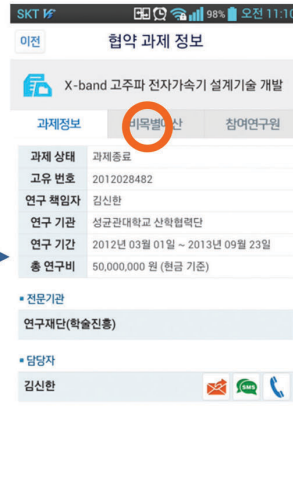 SKT 98% 오전 11:10
이전 협약 과제 정보
X-band 고주파 전자가속기 설계기술 개발
과제정보 비목별예산 참여연구원
과제 상태 과제종료
고유 번호 2012028482
연구 책임자 김신한
연구 기관 성균관대학교 산학협력단
연구 기간 2012년 03월 01일 ~ 2013년 09월 23일
총 연구비 50,000,000 원 (현금 기준)
전문기관
연구재단(학술진흥)
담당자
김신한 SMS